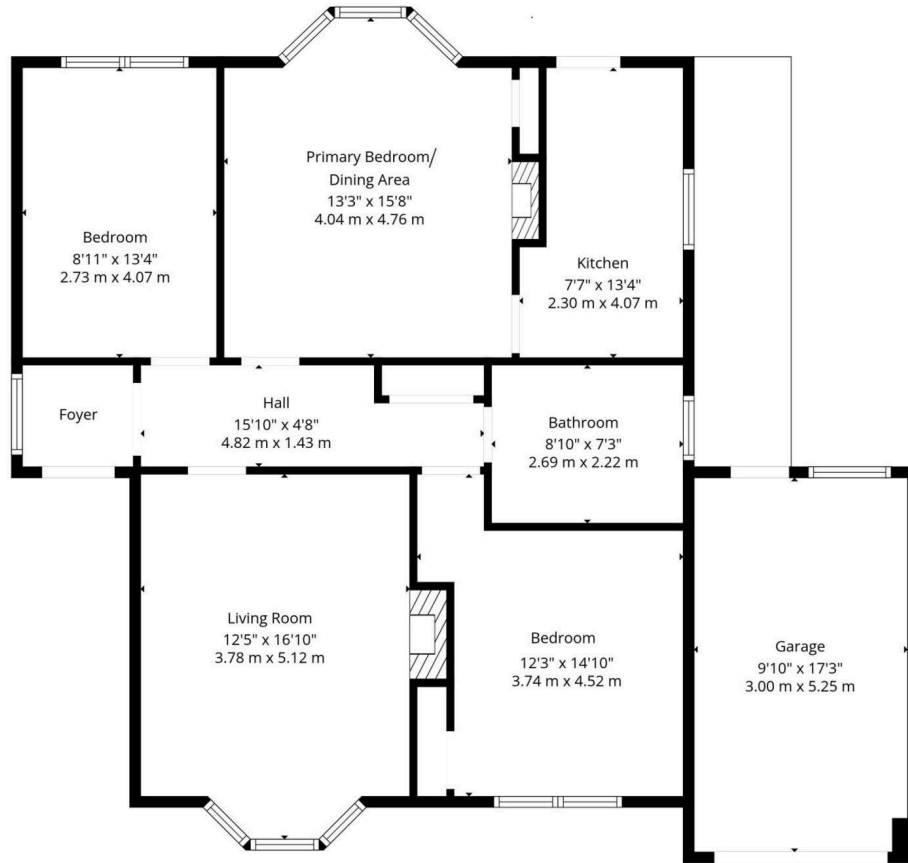 Primary Bedroom/
Dining Area
13'3" x 15'8"
4.04 m x 4.76 m
Bedroom
8'11" x 13'4"
2.73 m x 4.07 m
Kitchen
7'7" x 13'4"
2.30 m x 4.07 m
Foyer
Hall
15'10" x 4'8"
4.82 m x 1.43 m
Bathroom
8'10" x 7'3"
2.69 m x 2.22 m
Living Room
12'5" x 16'10"
3.78 m x 5.12 m
Bedroom
12'3" x 14'10"
3.74 m x 4.52 m
Garage
9'10" x 17'3"
3.00 m x 5.25 m